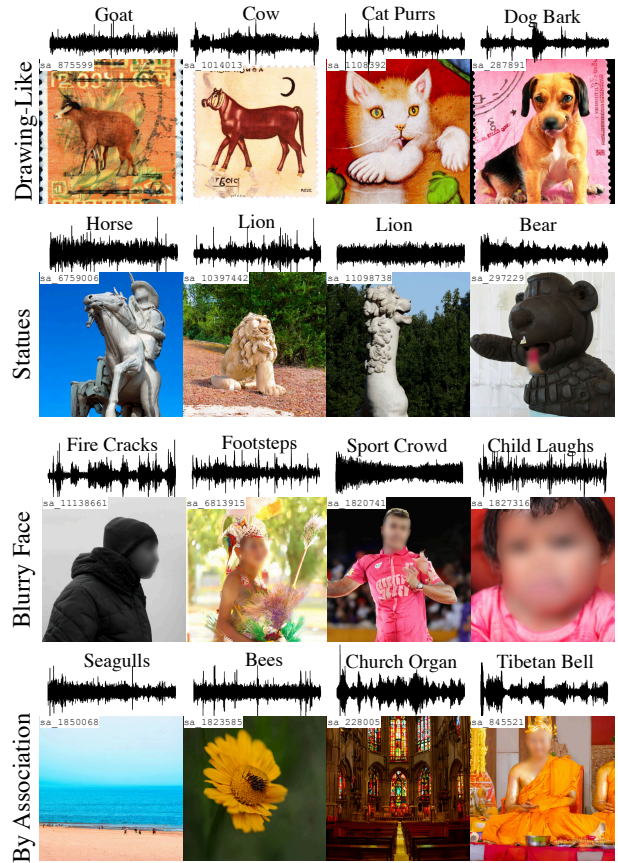 Goat Cow Cat Purrs Dog Bark
Drawing-Like
sa_875599 sa_1014013 sa_1108392 sa_287891
Horse Lion Lion Bear
Statues
sa_6759006 sa_10397442 sa_11098738 sa_297229
Fire Cracks Footsteps Sport Crowd Child Laughs
Blurry Face
sa_11138661 sa_6813915 sa_1820741 sa_1827316
Seagulls Bees Church Organ Tibetan Bell
By Association
sa_1850068 sa_1823585 sa_228005 sa_845521